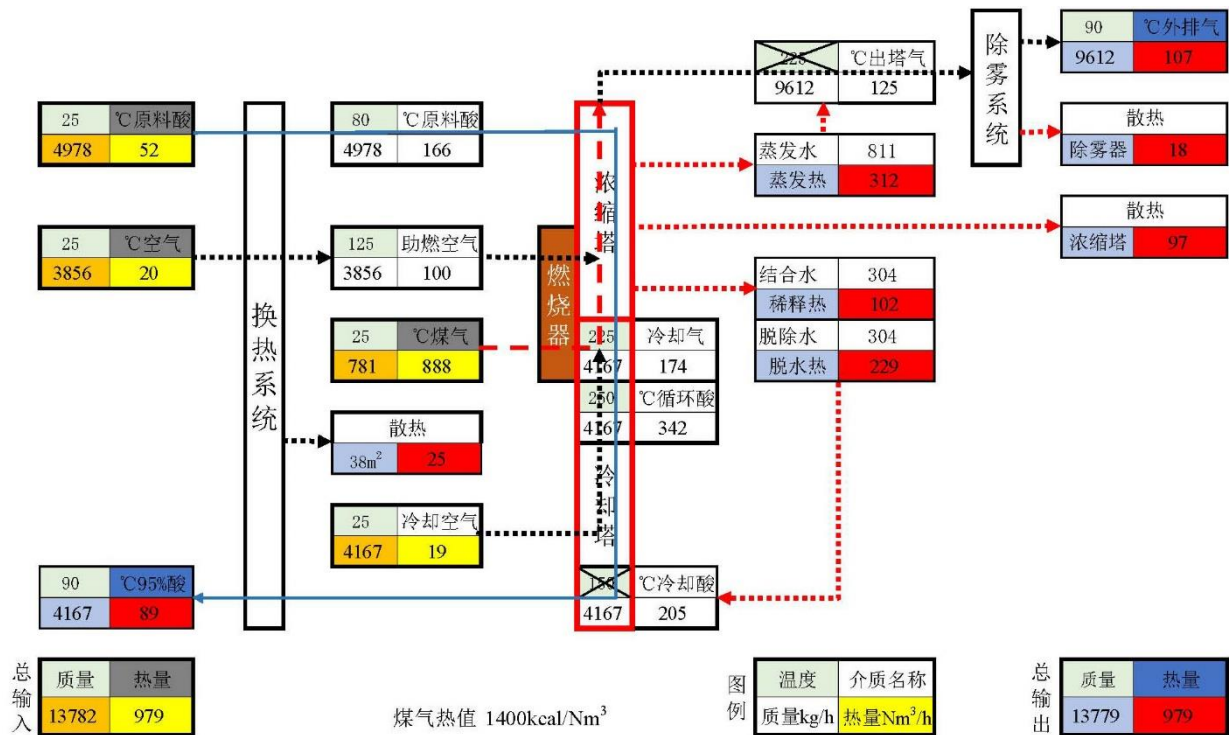 90 ℃外排气
9612 107
225 ℃出塔气
9612 125
除雾系统
25 ℃原料酸
4978 52
80 ℃原料酸
4978 166
散热
除雾器 18
蒸发水 811
蒸发热 312
浓缩塔
散热
浓缩塔 97
25 ℃空气
3856 20
125 助燃空气
3856 100
燃烧器
结合水 304
稀释热 102
脱除水 304
脱水热 229
换热系统
25 ℃煤气
781 888
225 冷却气
4167 174
250 ℃循环酸
4167 342
散热
38m² 25
冷却塔
25 冷却空气
4167 19
90 ℃95%酸
4167 89
150 ℃冷却酸
4167 205
总输入
质量 热量
13782 979
煤气热值 1400kcal/Nm³
图例
温度 介质名称
质量kg/h 热量Nm³/h
总输出
质量 热量
13779 979